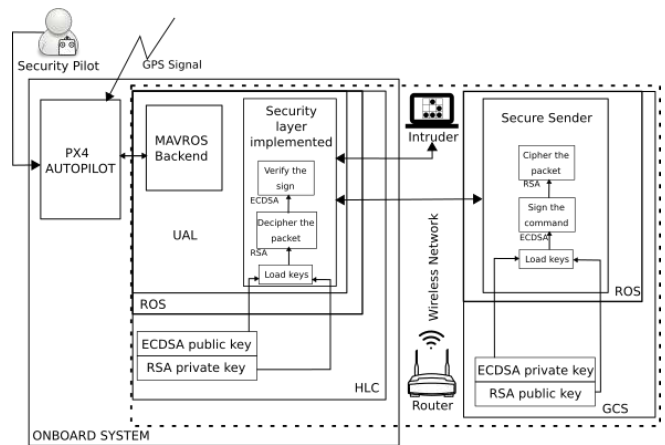 Security Pilot
GPS Signal
PX4
AUTOPILOT
MAVROS
Backend
UAL
Security
layer
implemented
Verify the
sign
ECDSA
Decipher the
packet
RSA
Load keys
ROS
ECDSA public key
RSA private key
HLC
ONBOARD SYSTEM
Intruder
Wireless Network
Router
Secure Sender
Cipher the
packet
RSA
Sign the
command
ECDSA
Load keys
ROS
ECDSA private key
RSA public key
GCS